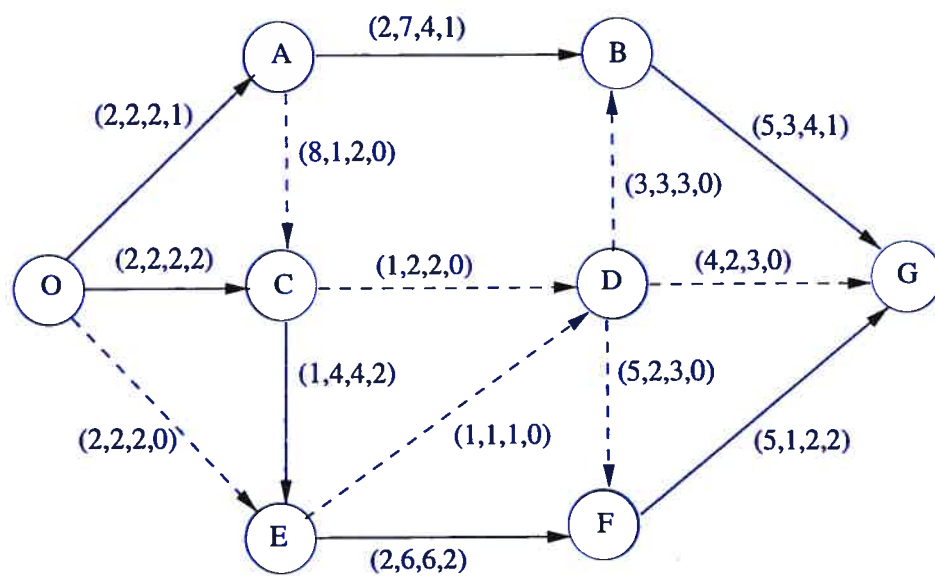 (2,7,4,1)
A
B
(2,2,2,1)
(5,3,4,1)
(8,1,2,0)
(3,3,3,0)
O
(2,2,2,2)
C
(1,2,2,0)
D
(4,2,3,0)
G
(1,4,4,2)
(5,2,3,0)
(2,2,2,0)
(1,1,1,0)
(5,1,2,2)
E
F
(2,6,6,2)